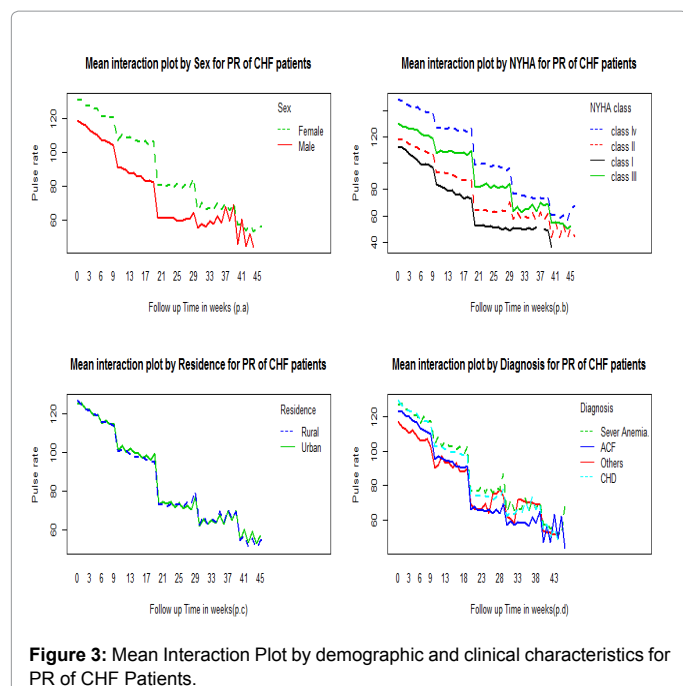 Mean interaction plot by Sex for PR of CHF patients
Pulse rate
120
100
80
60
Sex
Female
Male
0 3 6 9 13 17 21 25 29 33 37 41 45
Follow up Time in weeks (p.a)
Mean interaction plot by NYHA for PR of CHF patients
Pulse rate
120
80
60
40
NYHA class
class Iv
class II
class I
class III
0 3 6 9 13 17 21 25 29 33 37 41 45
Follow up Time in weeks(p.b)
Mean interaction plot by Residence for PR of CHF patients
Pulse rate
120
100
80
60
Residence
Rural
Urban
0 3 6 9 13 17 21 25 29 33 37 41 45
Follow up Time in weeks(p.c)
Mean interaction plot by Diagnosis for PR of CHF patients
Pulse rate
120
100
80
60
Diagnosis
Sever Anemia.
ACF
Others
CHD
0 3 6 9 13 18 23 28 33 38 43
Follow up Time in weeks(p.d)
Figure 3: Mean Interaction Plot by demographic and clinical characteristics for
PR of CHF Patients.